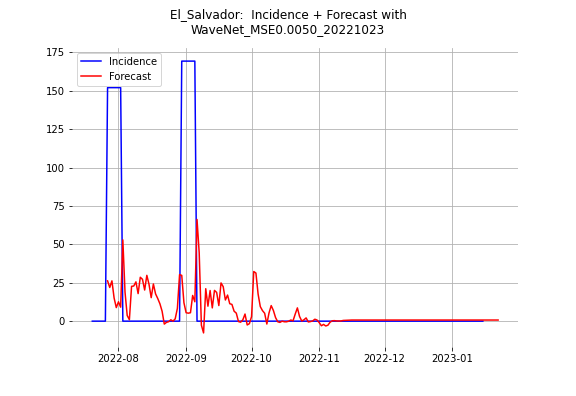 El_Salvador:  Incidence + Forecast with
WaveNet_MSE0.0050_20221023
Incidence
Forecast
175
150
125
100
75
50
25
0
2022-08 2022-09 2022-10 2022-11 2022-12 2023-01